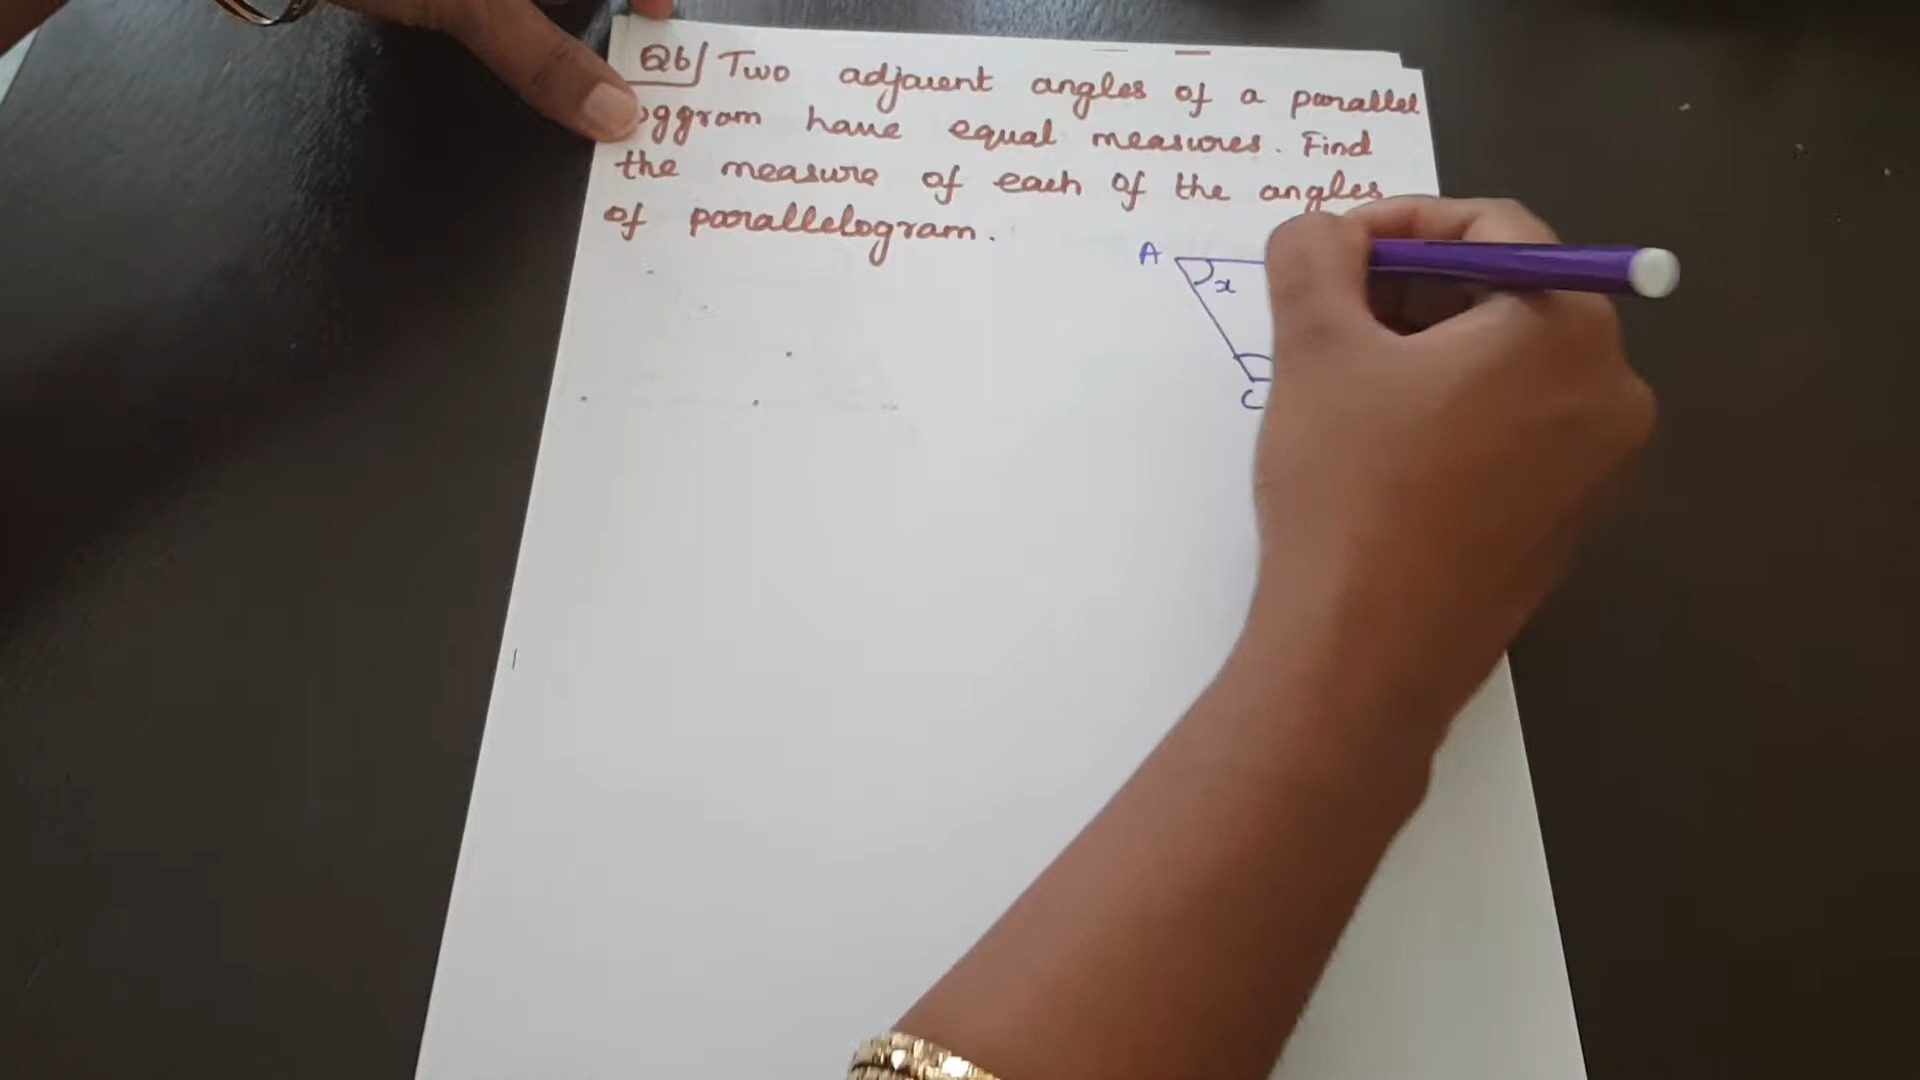 Q6/ Two adjacent angles of a parallel
oggram have equal measures. Find
the measure of each of the angles
of parallelogram.
A
x
C